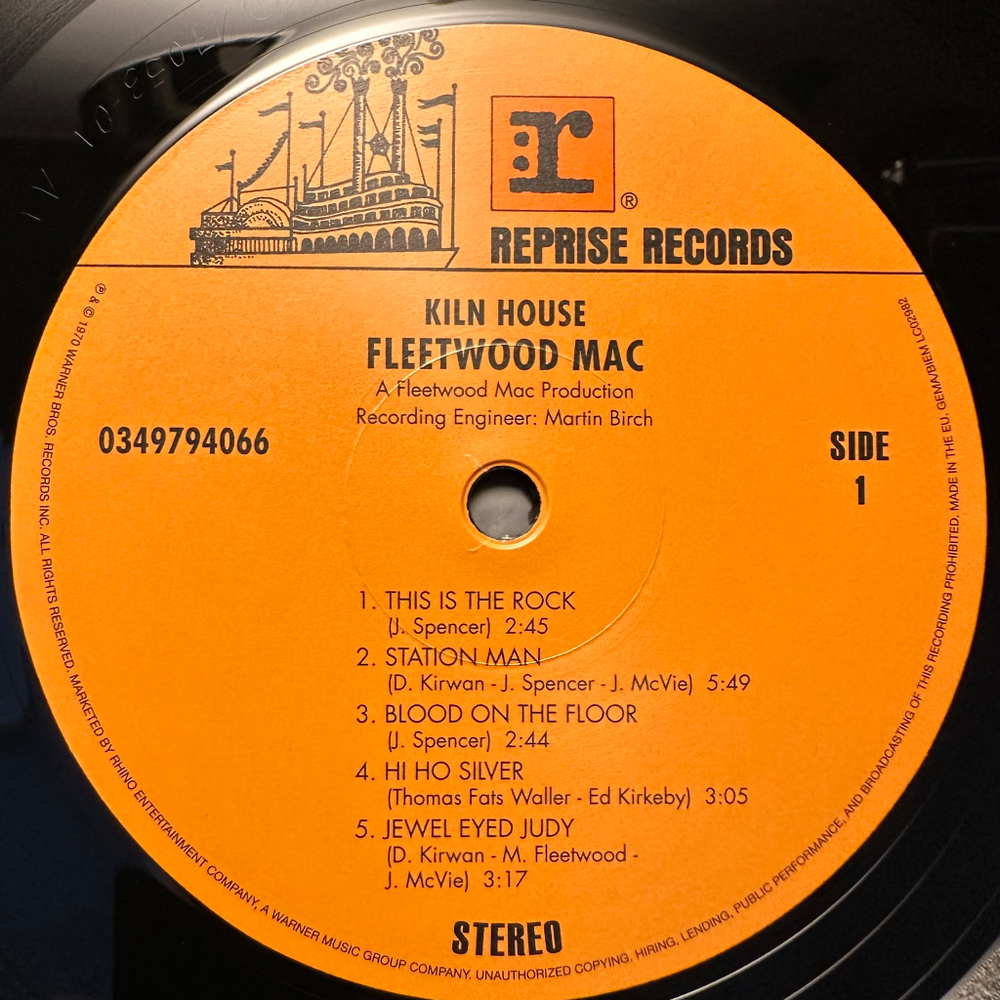 r
®
REPRISE RECORDS
KILN HOUSE
FLEETWOOD MAC
A Fleetwood Mac Production
Recording Engineer: Martin Birch
0349794066
SIDE
1
1. THIS IS THE ROCK
(J. Spencer) 2:45
2. STATION MAN
(D. Kirwan - J. Spencer - J. McVie) 5:49
3. BLOOD ON THE FLOOR
(J. Spencer) 2:44
4. HI HO SILVER
(Thomas Fats Waller - Ed Kirkeby) 3:05
5. JEWEL EYED JUDY
(D. Kirwan - M. Fleetwood -
J. McVie) 3:17
STEREO
℗ & © 1970 WARNER BROS. RECORDS INC. ALL RIGHTS RESERVED. MARKETED BY RHINO ENTERTAINMENT COMPANY, A WARNER MUSIC GROUP COMPANY. UNAUTHORIZED COPYING, HIRING, LENDING, PUBLIC PERFORMANCE, AND BROADCASTING OF THIS RECORDING PROHIBITED. MADE IN THE EU. GEMA/BIEM LC02982